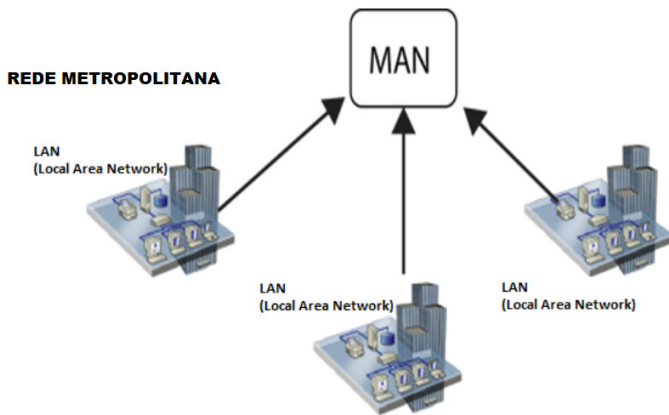 MAN
REDE METROPOLITANA
LAN
(Local Area Network)
LAN
(Local Area Network)
LAN
(Local Area Network)